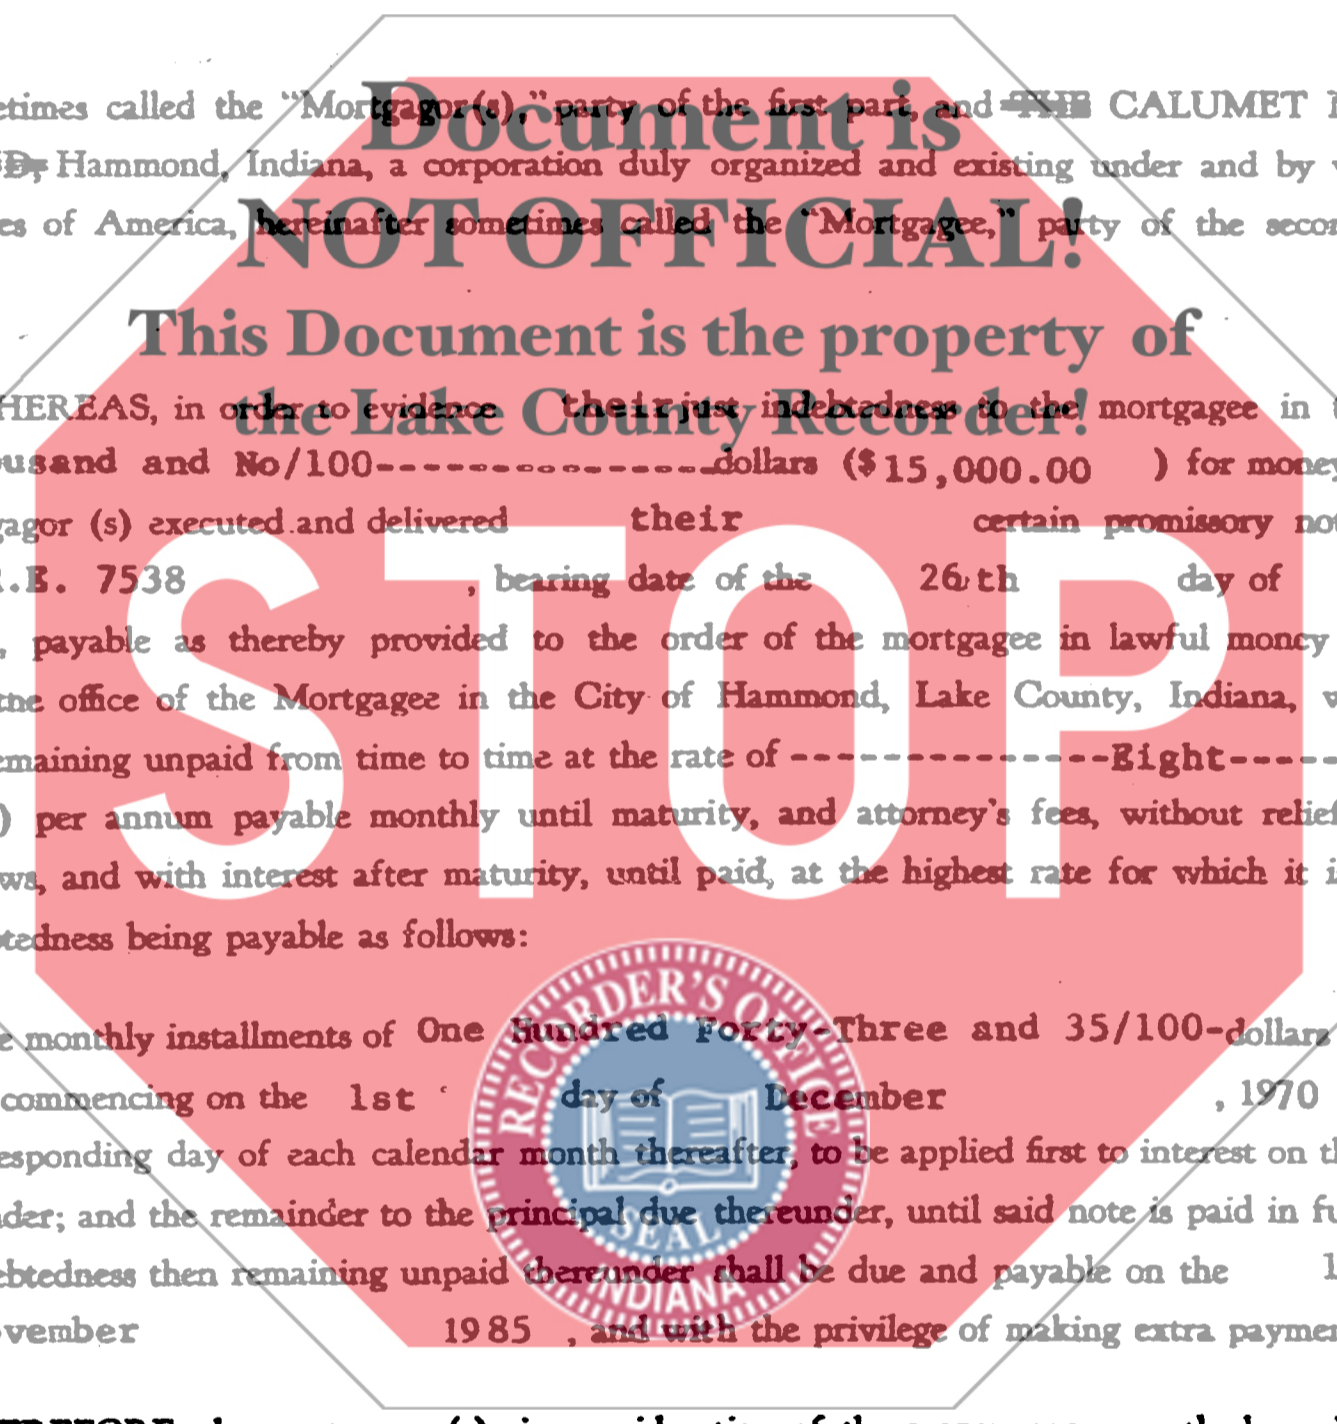 etimes called the “Mortgagor(s),” party of the first part, and THE CALUMET
Hammond, Indiana, a corporation duly organized and existing under and by
es of America, hereinafter sometimes called the “Mortgagee,” party of the secon
Document is
NOT OFFICIAL!
This Document is the property of
the Lake County Recorder!
HEREAS, in order to evidence their just indebtedness to the mortgagee in
usand and No/100----------------dollars ($15,000.00 ) for money
gagor (s) executed and delivered their certain promissory not
.E. 7538 , bearing date of the 26th day of
, payable as thereby provided to the order of the mortgagee in lawful money
the office of the Mortgagee in the City of Hammond, Lake County, Indiana,
emaining unpaid from time to time at the rate of ---------------Eight-----
) per annum payable monthly until maturity, and attorney's fees, without relief
ws, and with interest after maturity, until paid, at the highest rate for which it i
tedness being payable as follows:
STOP
e monthly installments of One Hundred Forty-Three and 35/100-dollars
commencing on the 1st day of December , 1970
esponding day of each calendar month thereafter, to be applied first to interest on th
der; and the remainder to the principal due thereunder, until said note is paid in fu
ebtedness then remaining unpaid thereunder shall be due and payable on the 1
vember 1985 , and with the privilege of making extra paymen
RECORDER'S OFFICE
SEAL
INDIANA